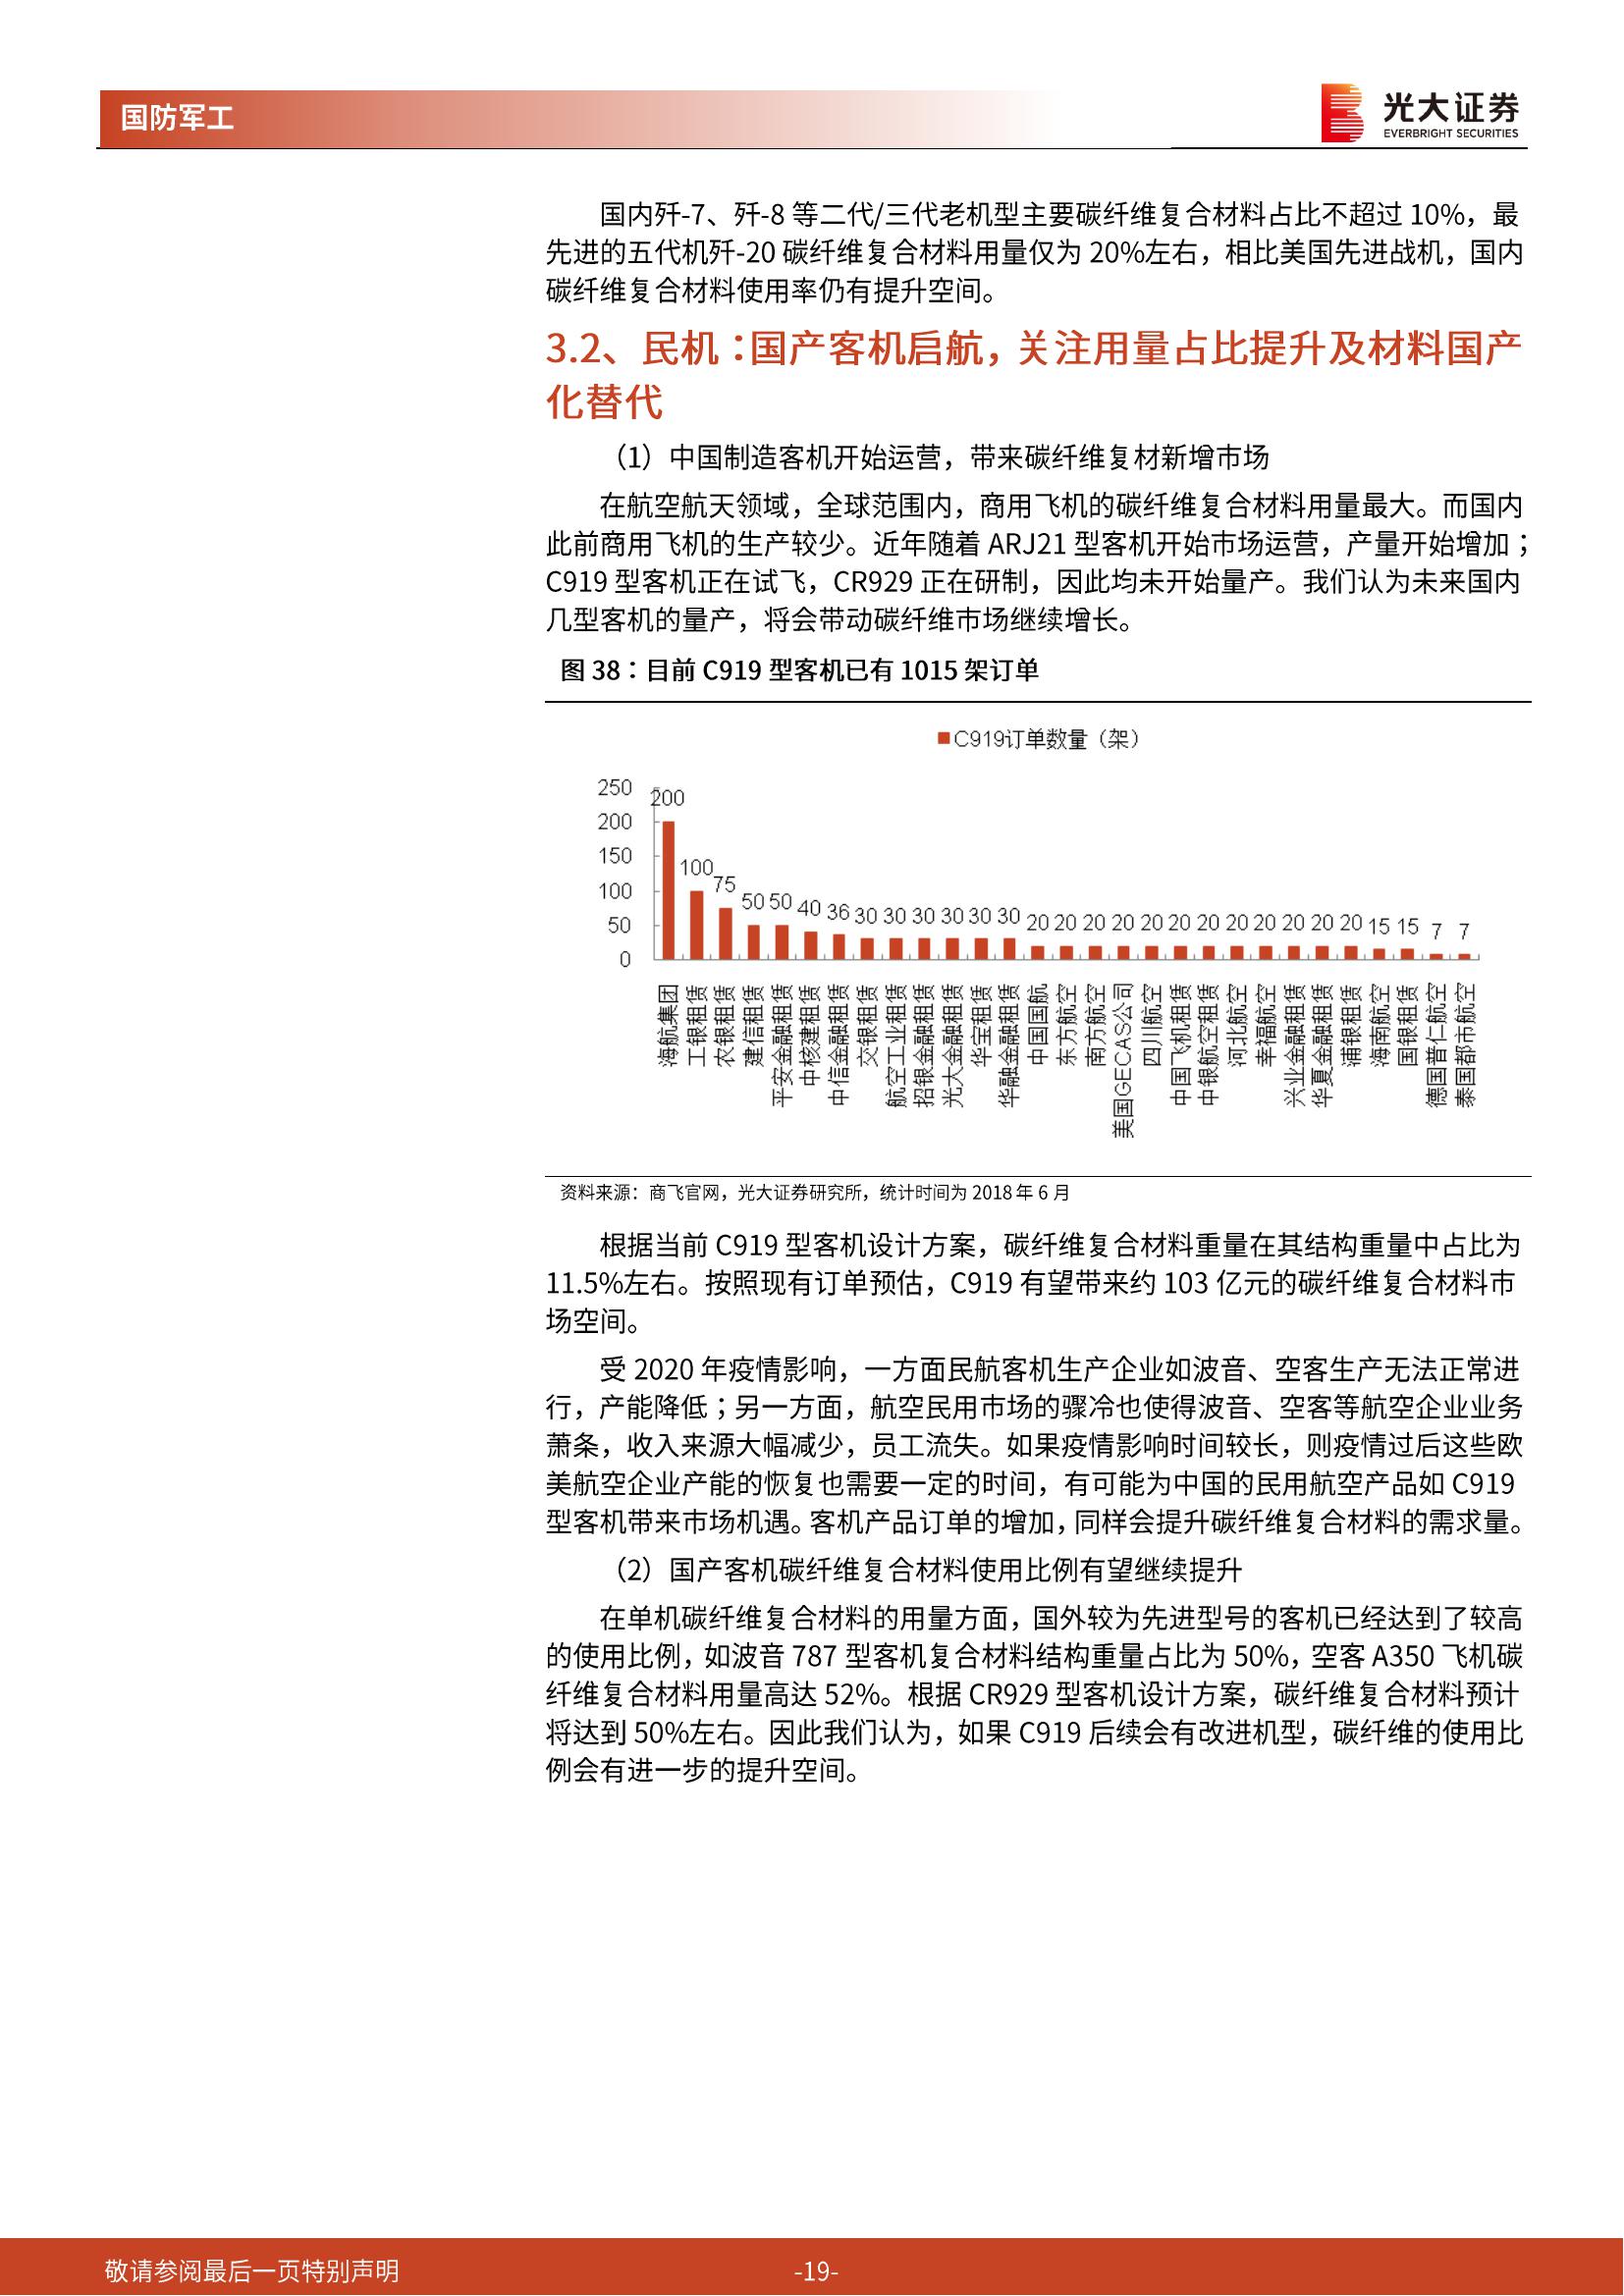 国防军工
光大证券
EVERBRIGHT SECURITIES
国内歼-7、歼-8 等二代/三代老机型主要碳纤维复合材料占比不超过 10%，最
先进的五代机歼-20 碳纤维复合材料用量仅为 20%左右，相比美国先进战机，国内
碳纤维复合材料使用率仍有提升空间。
3.2、民机：国产客机启航，关注用量占比提升及材料国产
化替代
（1）中国制造客机开始运营，带来碳纤维复材新增市场
在航空航天领域，全球范围内，商用飞机的碳纤维复合材料用量最大。而国内
此前商用飞机的生产较少。近年随着 ARJ21 型客机开始市场运营，产量开始增加；
C919 型客机正在试飞，CR929 正在研制，因此均未开始量产。我们认为未来国内
几型客机的量产，将会带动碳纤维市场继续增长。
图 38：目前 C919 型客机已有 1015 架订单
C919订单数量（架）
250
200
150
100
50
0
200 100 75 50 50 40 36 30 30 30 30 30 30 20 20 20 20 20 20 20 20 20 20 20 20 15 15 7 7
海航集团
工银租赁
农银租赁
建信租赁
平安金融租赁
中核建租赁
中信金融租赁
交银租赁
航空工业租赁
招银金融租赁
光大金融租赁
华宝租赁
华融金融租赁
中国国航
东方航空
南方航空
美国GECAS公司
四川航空
中国飞机租赁
中银航空租赁
河北航空
幸福航空
兴业金融租赁
华夏金融租赁
浦银租赁
海南航空
国银租赁
德国普仁航空
泰国都市航空
资料来源：商飞官网，光大证券研究所，统计时间为 2018 年 6 月
根据当前 C919 型客机设计方案，碳纤维复合材料重量在其结构重量中占比为
11.5%左右。按照现有订单预估，C919 有望带来约 103 亿元的碳纤维复合材料市
场空间。
受 2020 年疫情影响，一方面民航客机生产企业如波音、空客生产无法正常进
行，产能降低；另一方面，航空民用市场的骤冷也使得波音、空客等航空企业业务
萧条，收入来源大幅减少，员工流失。如果疫情影响时间较长，则疫情过后这些欧
美航空企业产能的恢复也需要一定的时间，有可能为中国的民用航空产品如 C919
型客机带来市场机遇。客机产品订单的增加，同样会提升碳纤维复合材料的需求量。
（2）国产客机碳纤维复合材料使用比例有望继续提升
在单机碳纤维复合材料的用量方面，国外较为先进型号的客机已经达到了较高
的使用比例，如波音 787 型客机复合材料结构重量占比为 50%，空客 A350 飞机碳
纤维复合材料用量高达 52%。根据 CR929 型客机设计方案，碳纤维复合材料预计
将达到 50%左右。因此我们认为，如果 C919 后续会有改进机型，碳纤维的使用比
例会有进一步的提升空间。
敬请参阅最后一页特别声明
-19-